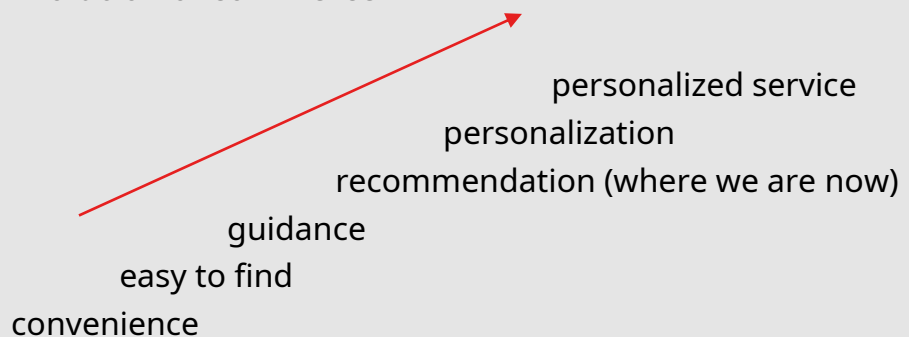 personalized service
personalization
recommendation (where we are now)
guidance
easy to find
convenience